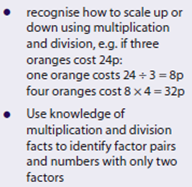 • recognise how to scale up or
down using multiplication
and division, e.g. if three
oranges cost 24p:
one orange costs 24 ÷ 3 = 8p
four oranges cost 8 × 4 = 32p
• Use knowledge of
multiplication and division
facts to identify factor pairs
and numbers with only two
factors